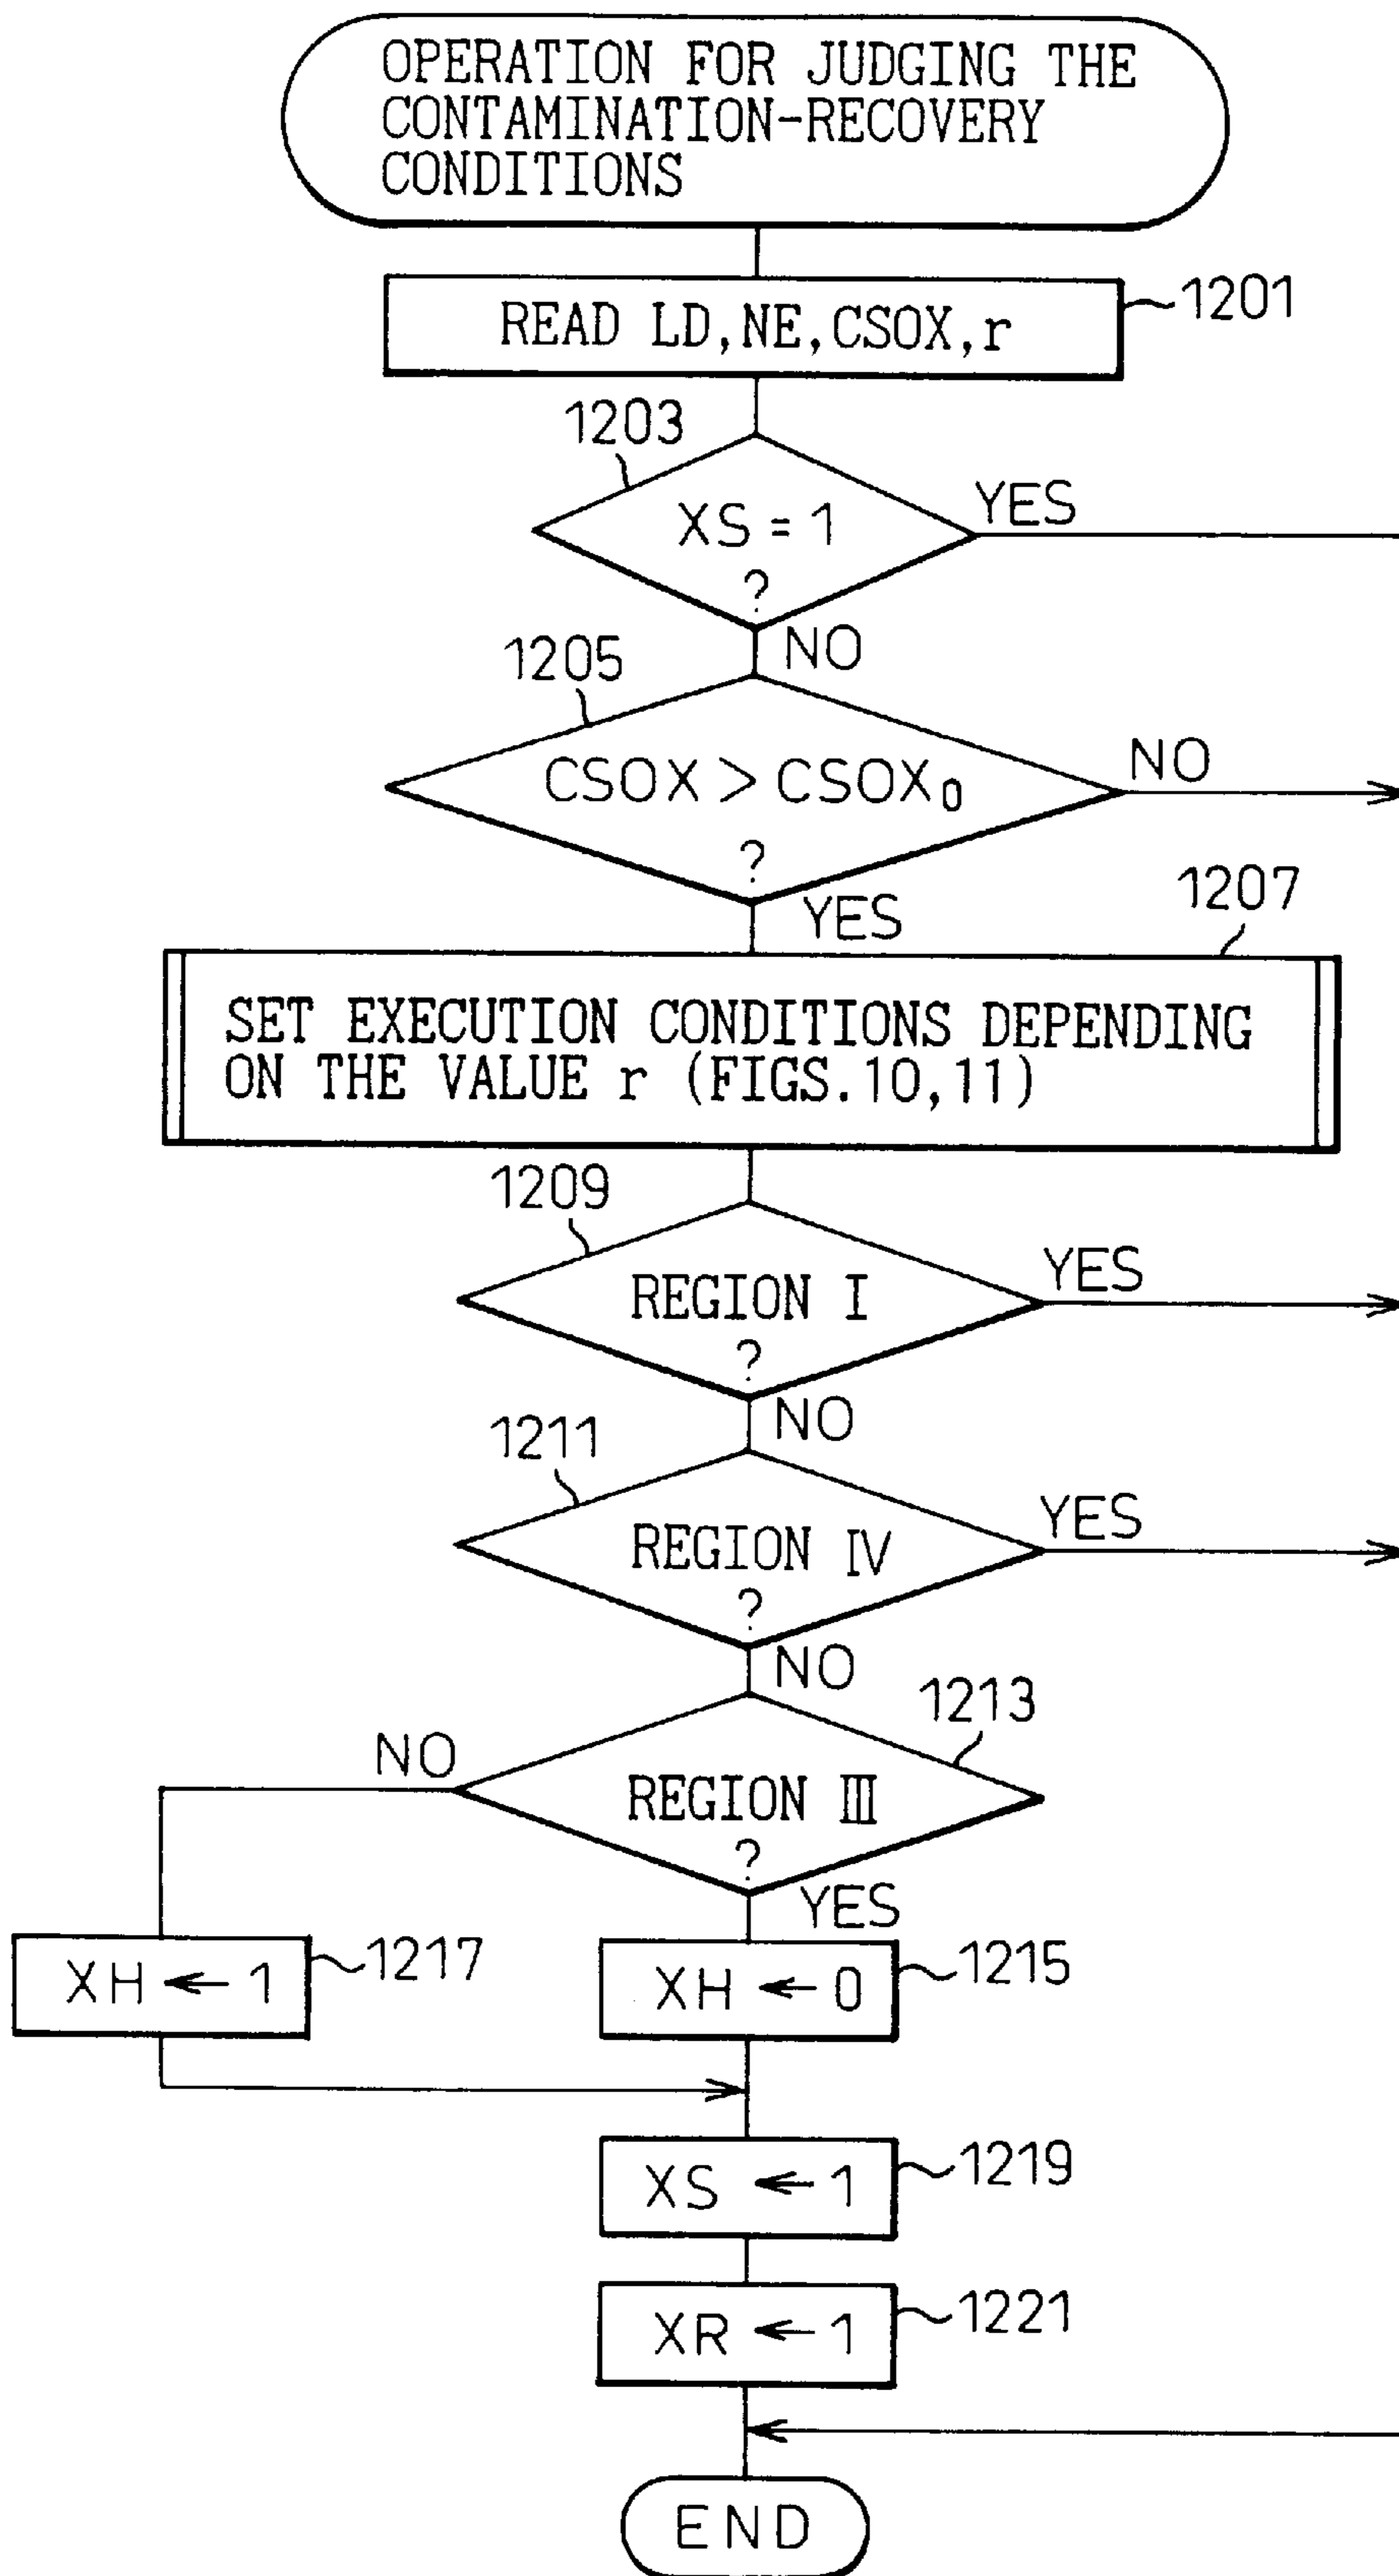 OPERATION FOR JUDGING THE
CONTAMINATION-RECOVERY
CONDITIONS
READ LD,NE,CSOX,r
1201
1203
XS = 1
?
YES
NO
1205
CSOX > CSOX₀
?
NO
YES
1207
SET EXECUTION CONDITIONS DEPENDING
ON THE VALUE r (FIGS.10,11)
1209
REGION I
?
YES
NO
1211
REGION IV
?
YES
NO
1213
REGION III
?
NO
YES
XH ← 1
1217
XH ← 0
1215
XS ← 1
1219
XR ← 1
1221
END